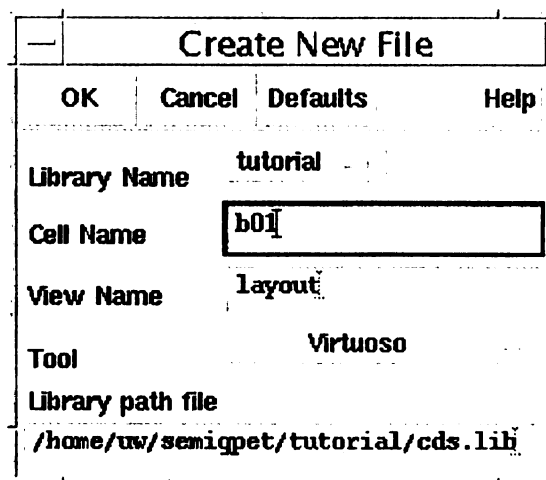 Create New File
OK Cancel Defaults Help
Library Name tutorial
Cell Name b01
View Name layout
Tool Virtuoso
Library path file
/home/uw/semiqpet/tutorial/cds.lib